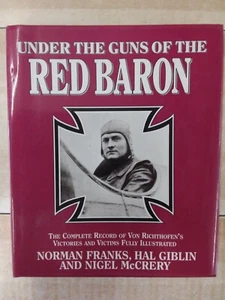 UNDER THE GUNS OF THE
RED BARON
THE COMPLETE RECORD OF VON RICHTHOFEN'S
VICTORIES AND VICTIMS FULLY ILLUSTRATED
NORMAN FRANKS, HAL GIBLIN
AND NIGEL McCRERY